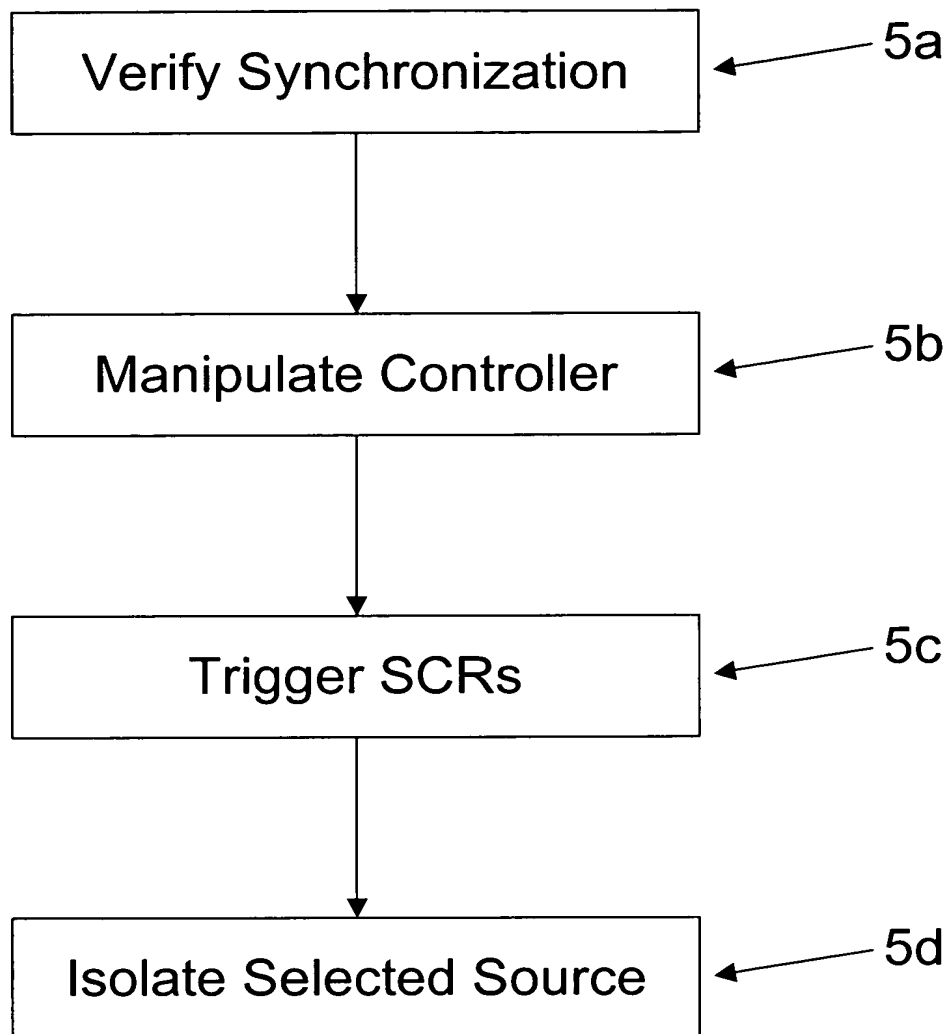 Verify Synchronization
5a
Manipulate Controller
5b
Trigger SCRs
5c
Isolate Selected Source
5d